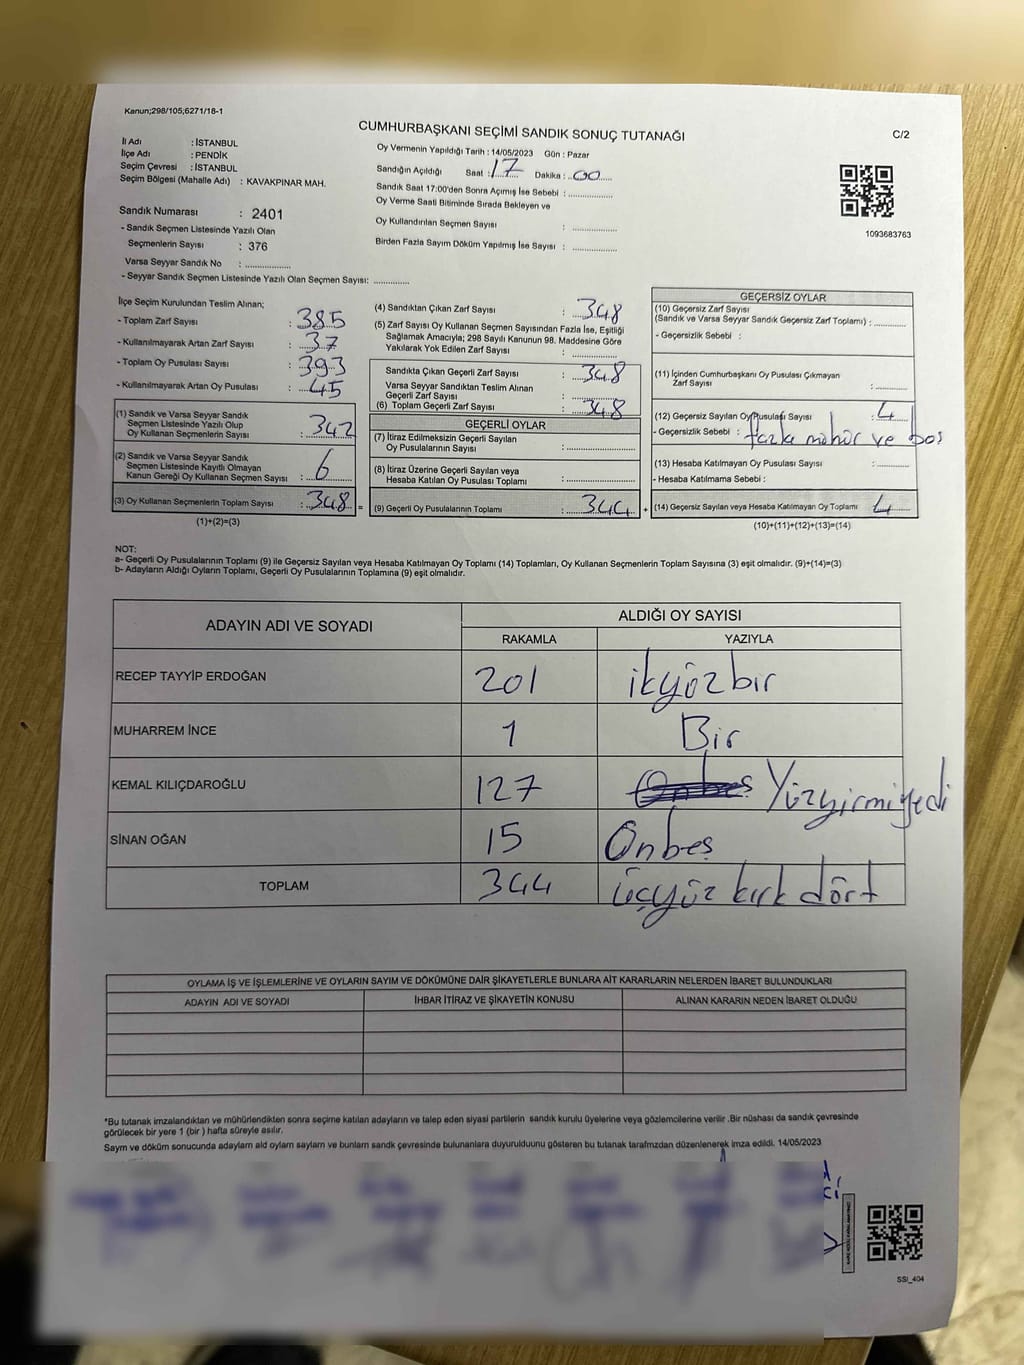 Kanun;298/105;6271/18-1
CUMHURBAŞKANI SEÇİMİ SANDIK SONUÇ TUTANAĞI
C/2
İl Adı : İSTANBUL
İlçe Adı : PENDİK
Seçim Çevresi : İSTANBUL
Seçim Bölgesi (Mahalle Adı) : KAVAKPINAR MAH.
Sandık Numarası : 2401
- Sandık Seçmen Listesinde Yazılı Olan
Seçmenlerin Sayısı : 376
Varsa Seyyar Sandık No : ...............
- Seyyar Sandık Seçmen Listesinde Yazılı Olan Seçmen Sayısı: ............
Oy Vermenin Yapıldığı Tarih : 14/05/2023 Gün : Pazar
Sandığın Açıldığı Saat : 17 Dakika : 00
Sandık Saat 17:00'den Sonra Açımış İse Sebebi : ...............
Oy Verme Saati Bitiminde Sırada Bekleyen ve
Oy Kullandırılan Seçmen Sayısı : ...............
Birden Fazla Sayım Döküm Yapılmış İse Sayısı : ...............
1093683763
İlçe Seçim Kurulundan Teslim Alınan;
- Toplam Zarf Sayısı : 385
- Kullanılmayarak Artan Zarf Sayısı : 37
- Toplam Oy Pusulası Sayısı : 393
- Kullanılmayarak Artan Oy Pusulası : 45
(1) Sandık ve Varsa Seyyar Sandık
Seçmen Listesinde Yazılı Olup
Oy Kullanan Seçmenlerin Sayısı : 342
(2) Sandık ve Varsa Seyyar Sandık
Seçmen Listesinde Kayıtlı Olmayan
Kanun Gereği Oy Kullanan Seçmen Sayısı : 6
(3) Oy Kullanan Seçmenlerin Toplam Sayısı : 348 =
(1)+(2)=(3)
(4) Sandıktan Çıkan Zarf Sayısı : 348
(5) Zarf Sayısı Oy Kullanan Seçmen Sayısından Fazla İse, Eşitliği
Sağlamak Amacıyla; 298 Sayılı Kanunun 98. Maddesine Göre
Yakılarak Yok Edilen Zarf Sayısı : ...............
Sandıkta Çıkan Geçerli Zarf Sayısı : 348
Varsa Seyyar Sandıktan Teslim Alınan
Geçerli Zarf Sayısı : ...............
(6) Toplam Geçerli Zarf Sayısı : 348
GEÇERLİ OYLAR
(7) İtiraz Edilmeksizin Geçerli Sayılan
Oy Pusulalarının Sayısı : ...............
(8) İtiraz Üzerine Geçerli Sayılan veya
Hesaba Katılan Oy Pusulası Toplamı : ...............
(9) Geçerli Oy Pusulalarının Toplamı : 344 +
GEÇERSİZ OYLAR
(10) Geçersiz Zarf Sayısı
(Sandık ve Varsa Seyyar Sandık Geçersiz Zarf Toplamı) : ..........
- Geçersizlik Sebebi :
(11) İçinden Cumhurbaşkanı Oy Pusulası Çıkmayan
Zarf Sayısı : ..........
(12) Geçersiz Sayılan Oy Pusulası Sayısı : 4
- Geçersizlik Sebebi : fazla mühür ve boş
(13) Hesaba Katılmayan Oy Pusulası Sayısı : ..........
- Hesaba Katılmama Sebebi :
(14) Geçersiz Sayılan veya Hesaba Katılmayan Oy Toplamı 4
(10)+(11)+(12)+(13)=(14)
NOT:
a- Geçerli Oy Pusulalarının Toplamı (9) ile Geçersiz Sayılan veya Hesaba Katılmayan Oy Toplamı (14) Toplamları, Oy Kullanan Seçmenlerin Toplam Sayısına (3) eşit olmalıdır. (9)+(14)=(3)
b- Adayların Aldığı Oyların Toplamı, Geçerli Oy Pusulalarının Toplamına (9) eşit olmalıdır.
ADAYIN ADI VE SOYADI
ALDIĞI OY SAYISI
RAKAMLA YAZIYLA
RECEP TAYYİP ERDOĞAN 201 ikiyüzbir
MUHARREM İNCE 1 Bir
KEMAL KILIÇDAROĞLU 127 Onbeş Yüzyirmiyedi
SİNAN OĞAN 15 Onbeş
TOPLAM 344 üçyüz kırk dört
OYLAMA İŞ VE İŞLEMLERİNE VE OYLARIN SAYIM VE DÖKÜMÜNE DAİR ŞİKAYETLERLE BUNLARA AİT KARARLARIN NELERDEN İBARET BULUNDUKLARI
ADAYIN ADI VE SOYADI İHBAR İTİRAZ VE ŞİKAYETİN KONUSU ALINAN KARARIN NEDEN İBARET OLDUĞU
*Bu tutanak imzalandıktan ve mühürlendikten sonra seçime katılan adayların ve talep eden siyasi partilerin sandık kurulu üyelerine veya gözlemcilerine verilir .Bir nüshası da sandık çevresinde
görülecek bir yere 1 (bir ) hafta süreyle asılır.
Sayım ve döküm sonucunda adayların ald oyların sayıları ve bunların sandık çevresinde bulunanlara duyurulduunu gösteren bu tutanak tarafmzdan düzenlenerek imza edildi. 14/05/2023
SSI_404